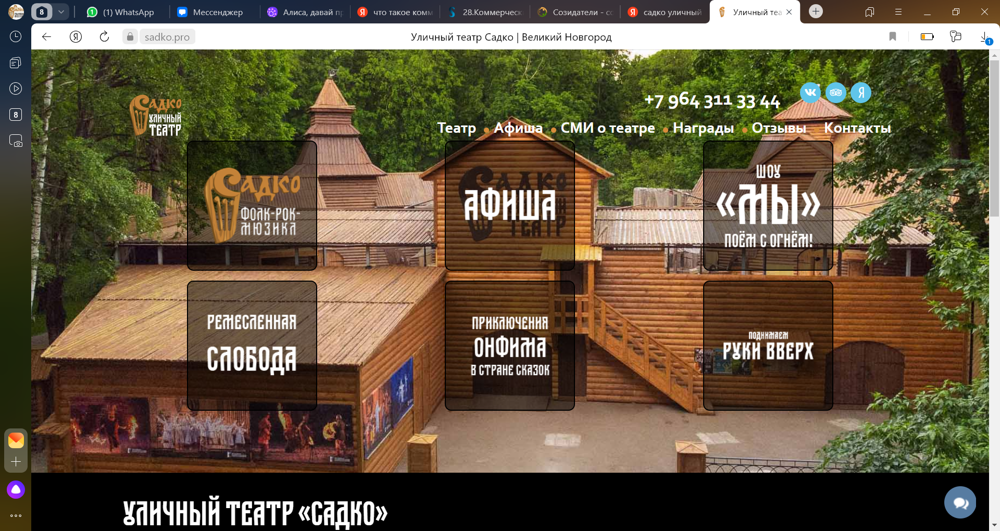 8
(1) WhatsApp
Мессенджер
Алиса, давай пр
что такое комм
28.Коммерческ
Созидатели - со
садко уличный
Уличный теа
sadko.pro
Уличный театр Садко | Великий Новгород
1
8
Садко
уличный
театр
+7 964 311 33 44
Театр
Афиша
СМИ о театре
Награды
Отзывы
Контакты
Садко
фолк-рок-
мюзикл
Афиша
шоу
«Мы»
поём с огнём!
ремесленная
слобода
приключения
Онфима
в стране сказок
поднимаем
руки вверх
Уличный театр «Садко»